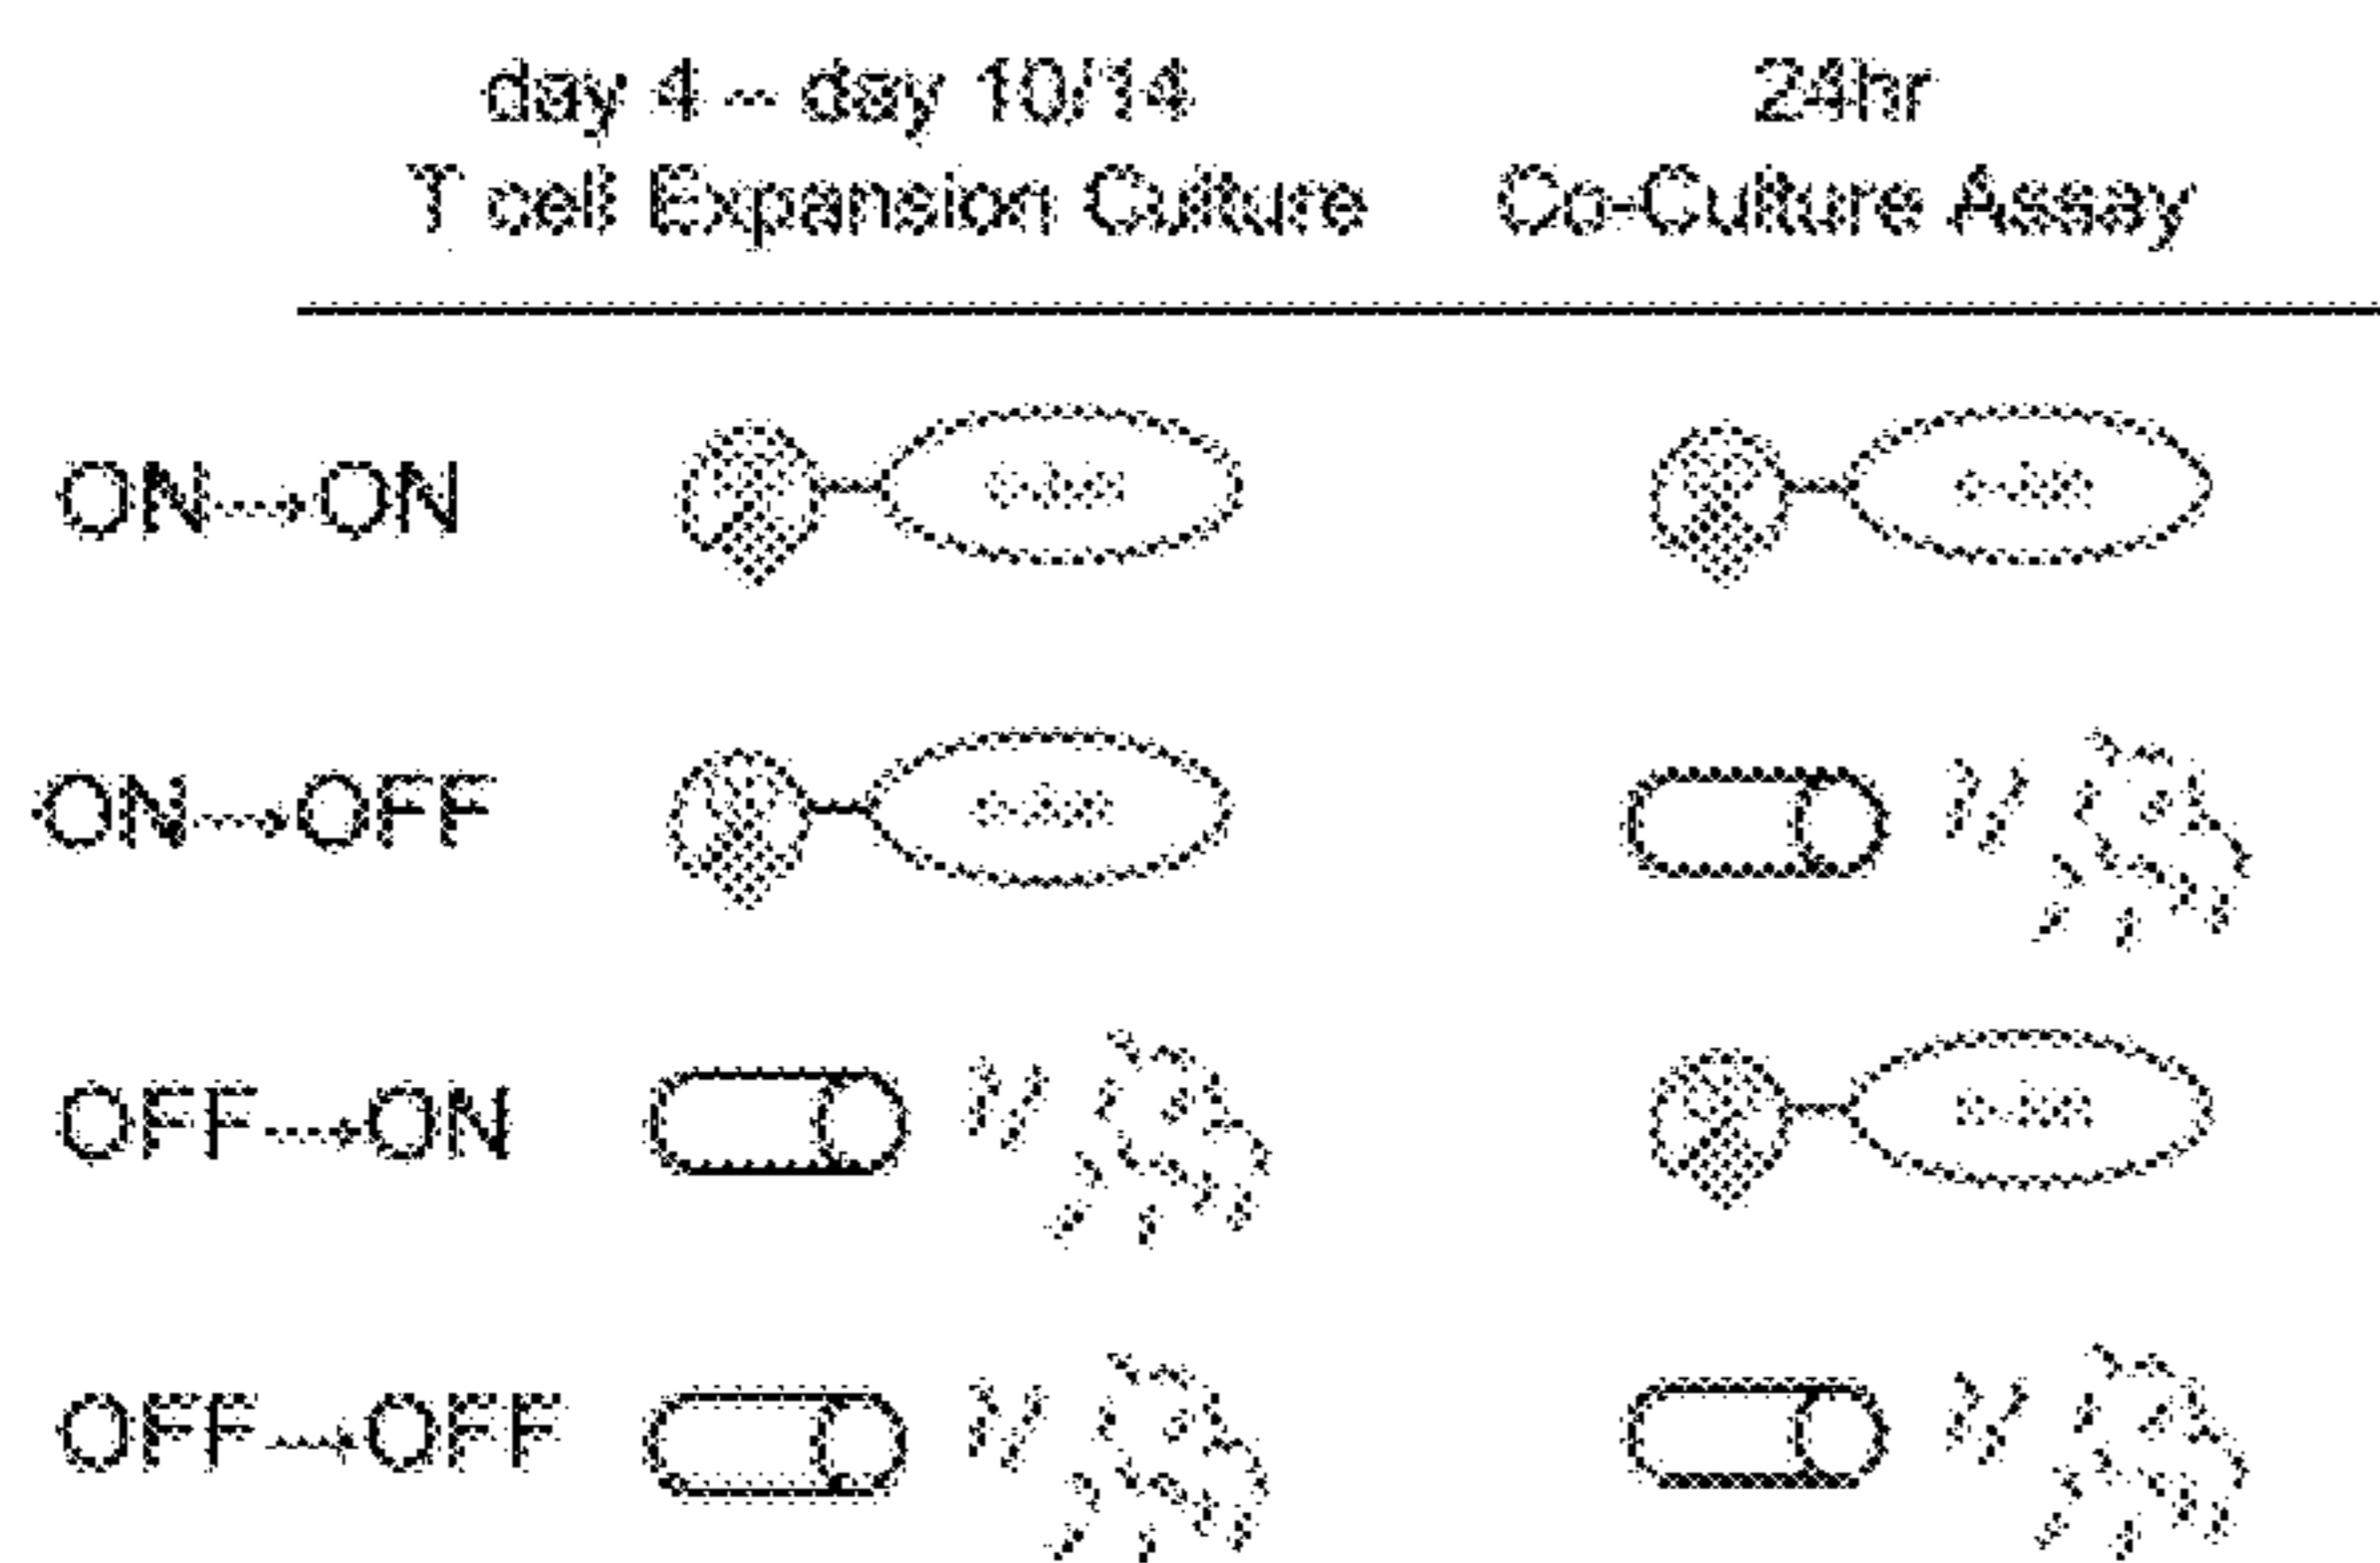 day 4 – day 10/14
T cell Expansion Culture
24hr
Co-Culture Assay
ON→ON
ON→OFF
OFF→ON
OFF→OFF